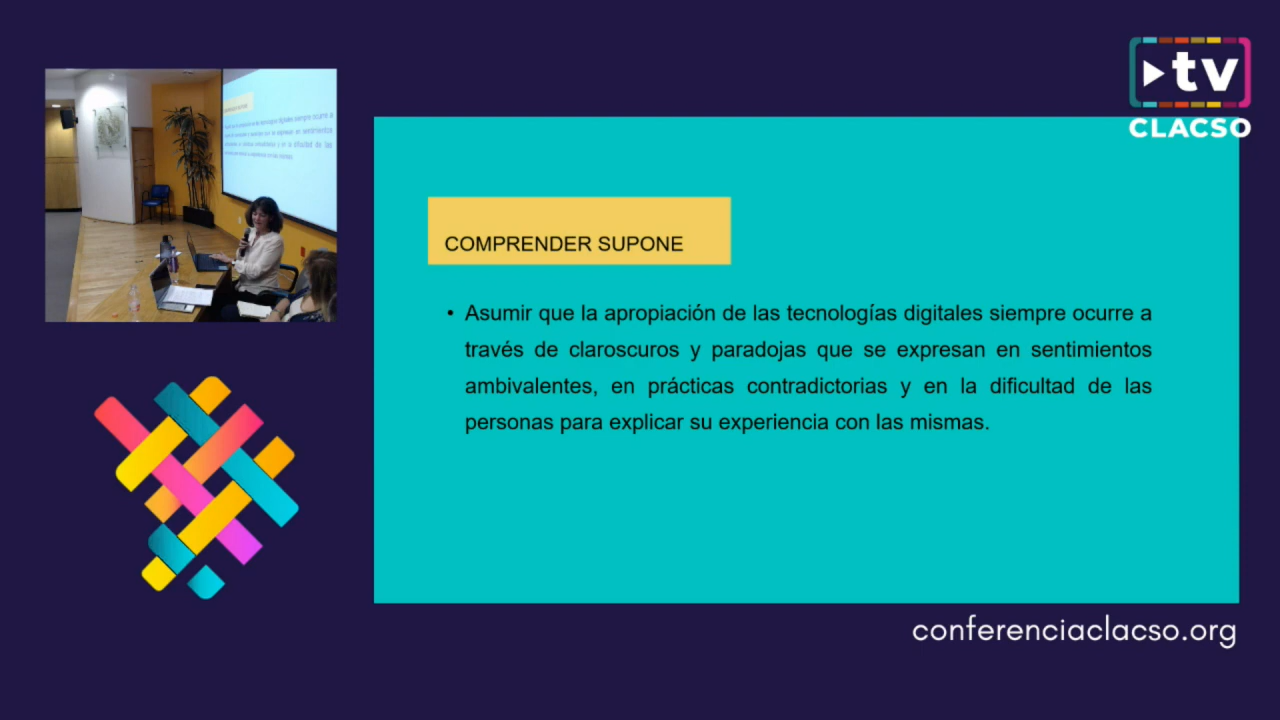 tv
CLACSO
COMPRENDER SUPONE
• Asumir que la apropiación de las tecnologías digitales siempre ocurre a
través de claroscuros y paradojas que se expresan en sentimientos
ambivalentes, en prácticas contradictorias y en la dificultad de las
personas para explicar su experiencia con las mismas.
conferenciaclacso.org